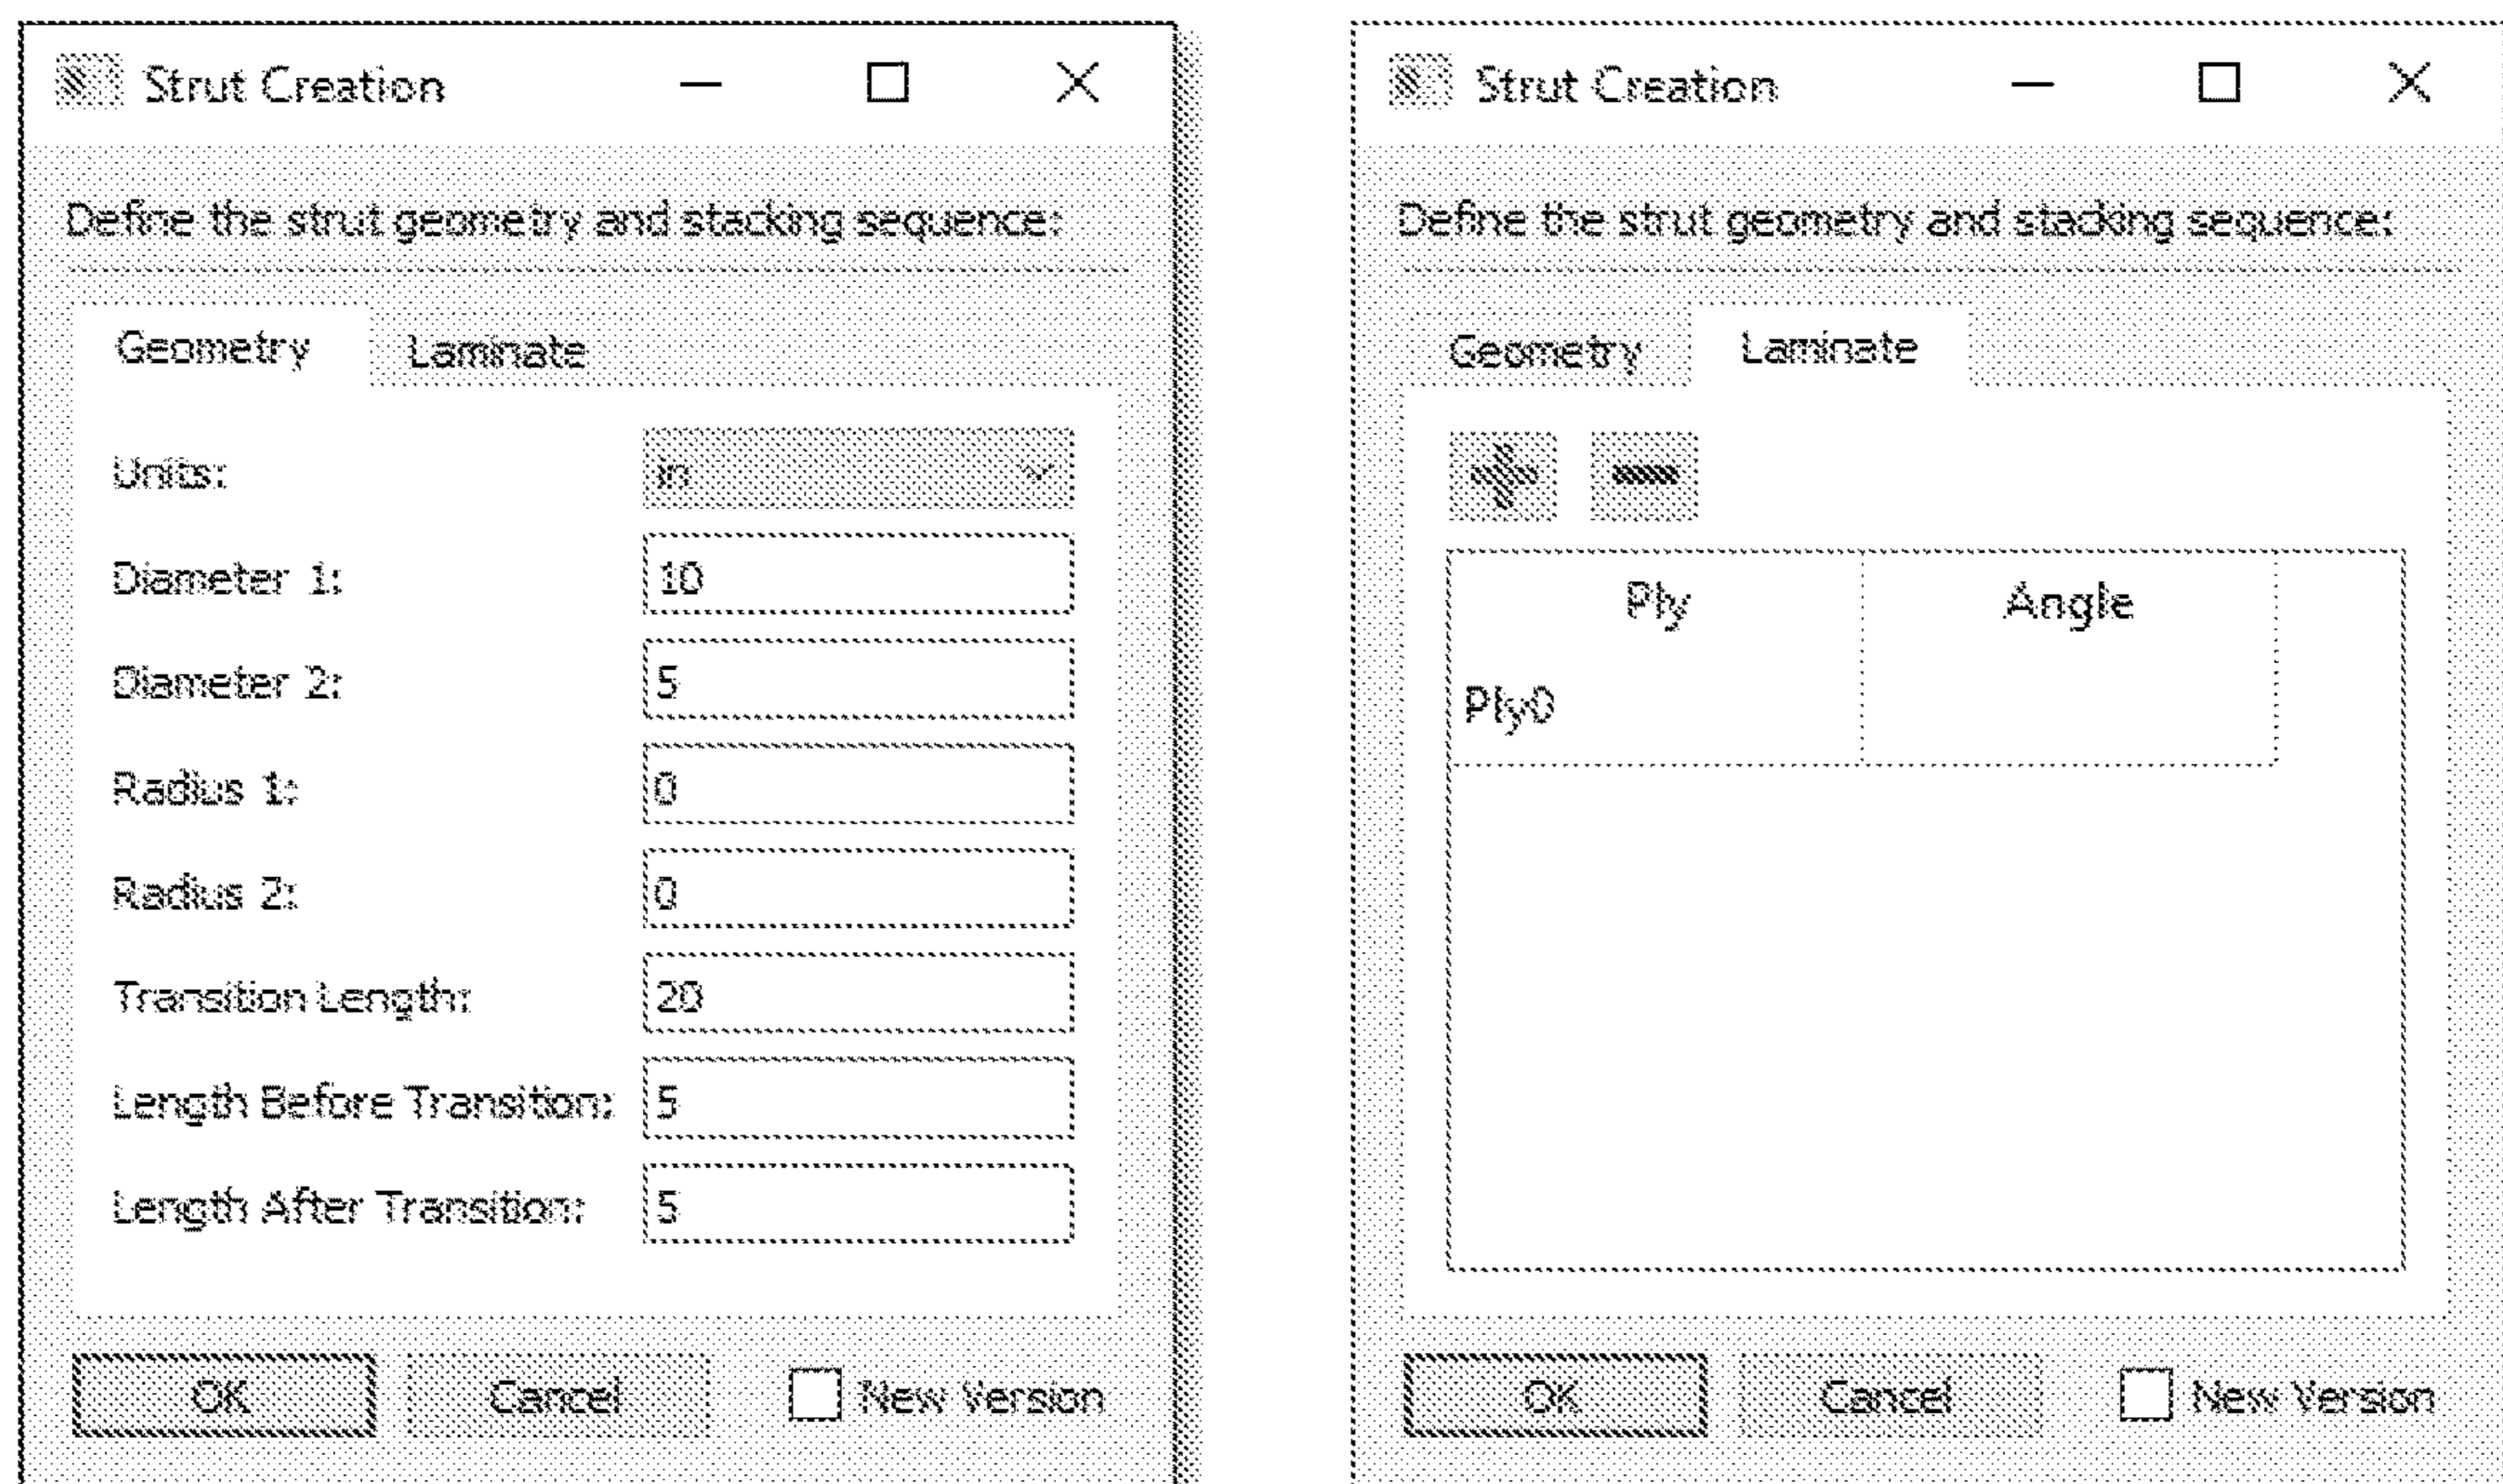 Strut Creation
Define the strut geometry and stacking sequence:
Geometry Laminate
Units: in
Diameter 1: 10
Diameter 2: 5
Radius 1: 0
Radius 2: 0
Transition Length: 20
Length Before Transition: 5
Length After Transition: 5
OK Cancel New Version
Strut Creation
Define the strut geometry and stacking sequence:
Geometry Laminate
Ply Angle
Ply0
OK Cancel New Version